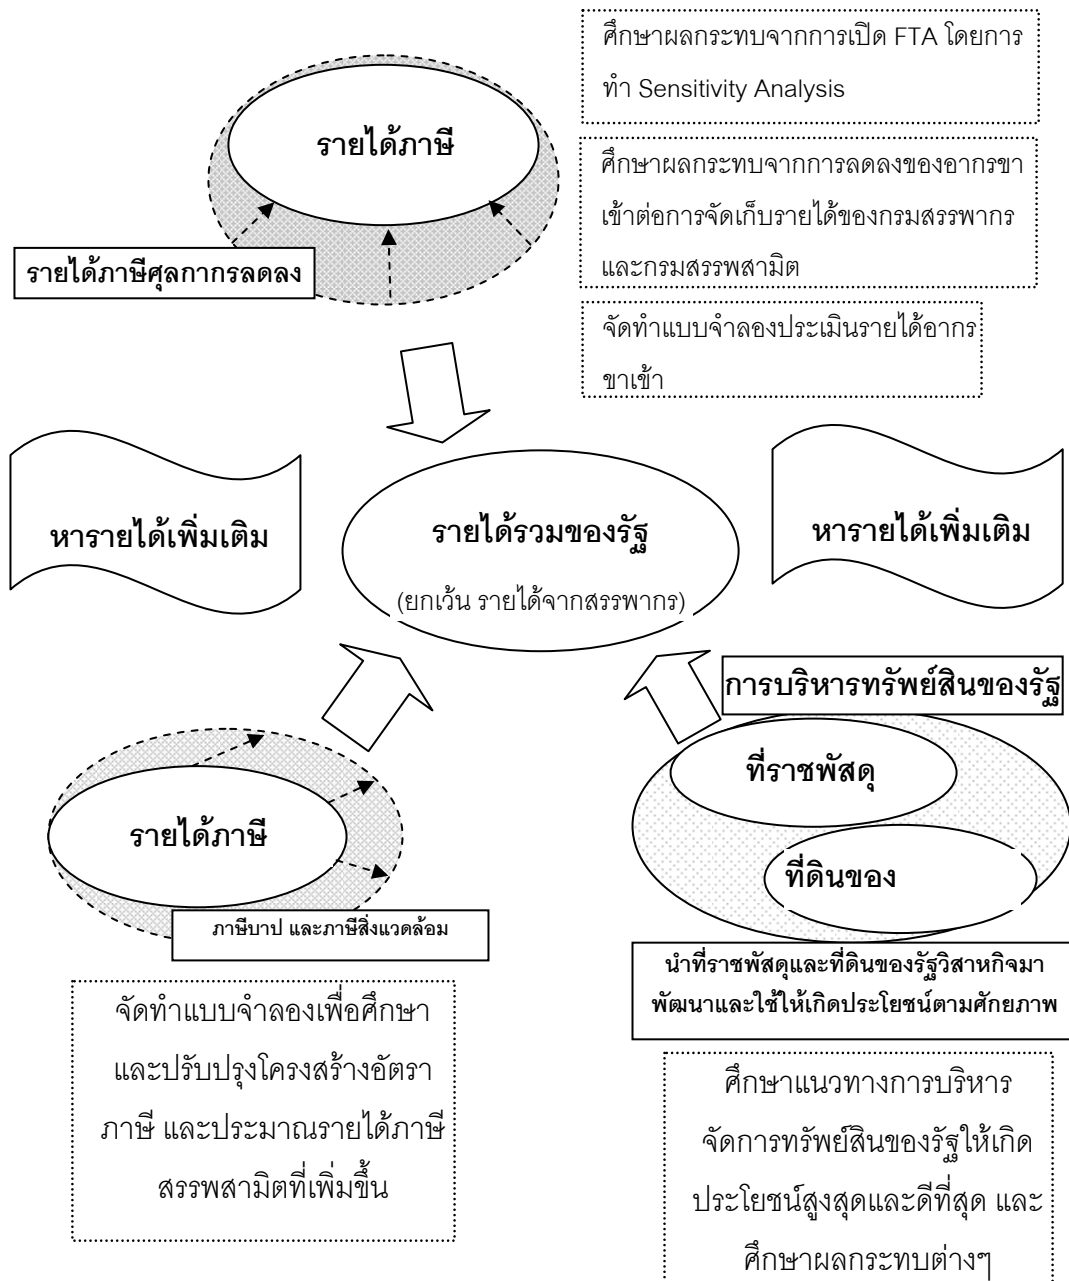 ศึกษาผลกระทบจากการเปิด FTA โดยการ
ทำ Sensitivity Analysis
รายได้ภาษี
ศึกษาผลกระทบจากการลดลงของอากรขา
เข้าต่อการจัดเก็บรายได้ของกรมสรรพากร
และกรมสรรพสามิต
รายได้ภาษีศุลกากรลดลง
จัดทำแบบจำลองประเมินรายได้อากร
ขาเข้า
หารายได้เพิ่มเติม
รายได้รวมของรัฐ
(ยกเว้น รายได้จากสรรพากร)
หารายได้เพิ่มเติม
การบริหารทรัพย์สินของรัฐ
ที่ราชพัสดุ
ที่ดินของ
รายได้ภาษี
ภาษีบาป และภาษีสิ่งแวดล้อม
นำที่ราชพัสดุและที่ดินของรัฐวิสาหกิจมา
พัฒนาและใช้ให้เกิดประโยชน์ตามศักยภาพ
จัดทำแบบจำลองเพื่อศึกษา
และปรับปรุงโครงสร้างอัตรา
ภาษี และประมาณรายได้ภาษี
สรรพสามิตที่เพิ่มขึ้น
ศึกษาแนวทางการบริหาร
จัดการทรัพย์สินของรัฐให้เกิด
ประโยชน์สูงสุดและดีที่สุด และ
ศึกษาผลกระทบต่างๆ